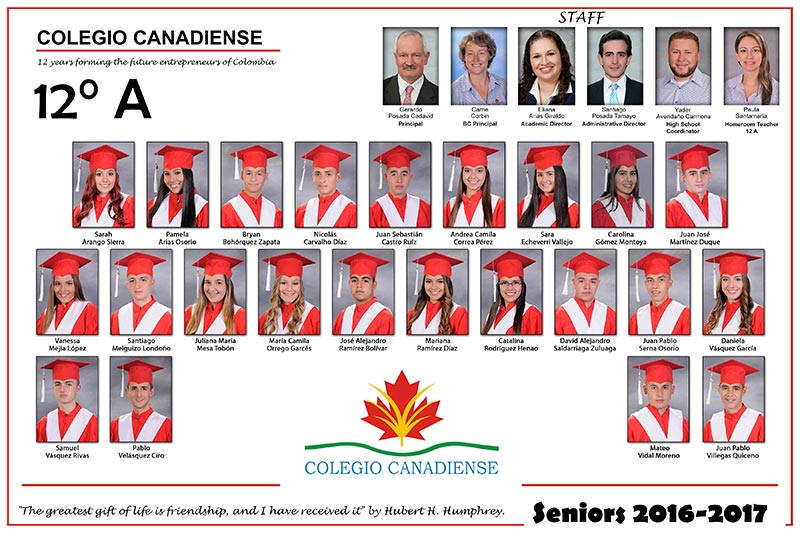 STAFF
COLEGIO CANADIENSE
12 years forming the future entrepreneurs of Colombia
12º A
Gerardo
Posada Cadavid
Principal
Carrie
Corbin
BC Principal
Eliana
Arias Giraldo
Academic Director
Santiago
Posada Tamayo
Administrative Director
Yader
Avendaño Carmona
High School
Coordinator
Paula
Santamaría
Homeroom Teacher
12 A
Sarah
Arango Sierra
Pamela
Arias Osorio
Bryan
Bohórquez Zapata
Nicolás
Carvalho Díaz
Juan Sebastián
Castro Ruiz
Andrea Camila
Correa Pérez
Sara
Echeverri Vallejo
Carolina
Gómez Montoya
Juan José
Martínez Duque
Vanessa
Mejía López
Santiago
Melguizo Londoño
Juliana María
Mesa Tobón
María Camila
Orrego Garcés
José Alejandro
Ramírez Bolívar
Mariana
Ramírez Díaz
Catalina
Rodríguez Henao
David Alejandro
Saldarriaga Zuluaga
Juan Pablo
Serna Osorio
Daniela
Vásquez García
Samuel
Vásquez Rivas
Pablo
Velásquez Ciro
Mateo
Vidal Moreno
Juan Pablo
Villegas Quiceno
COLEGIO CANADIENSE
"The greatest gift of life is friendship, and I have received it" by Hubert H. Humphrey.
Seniors 2016-2017